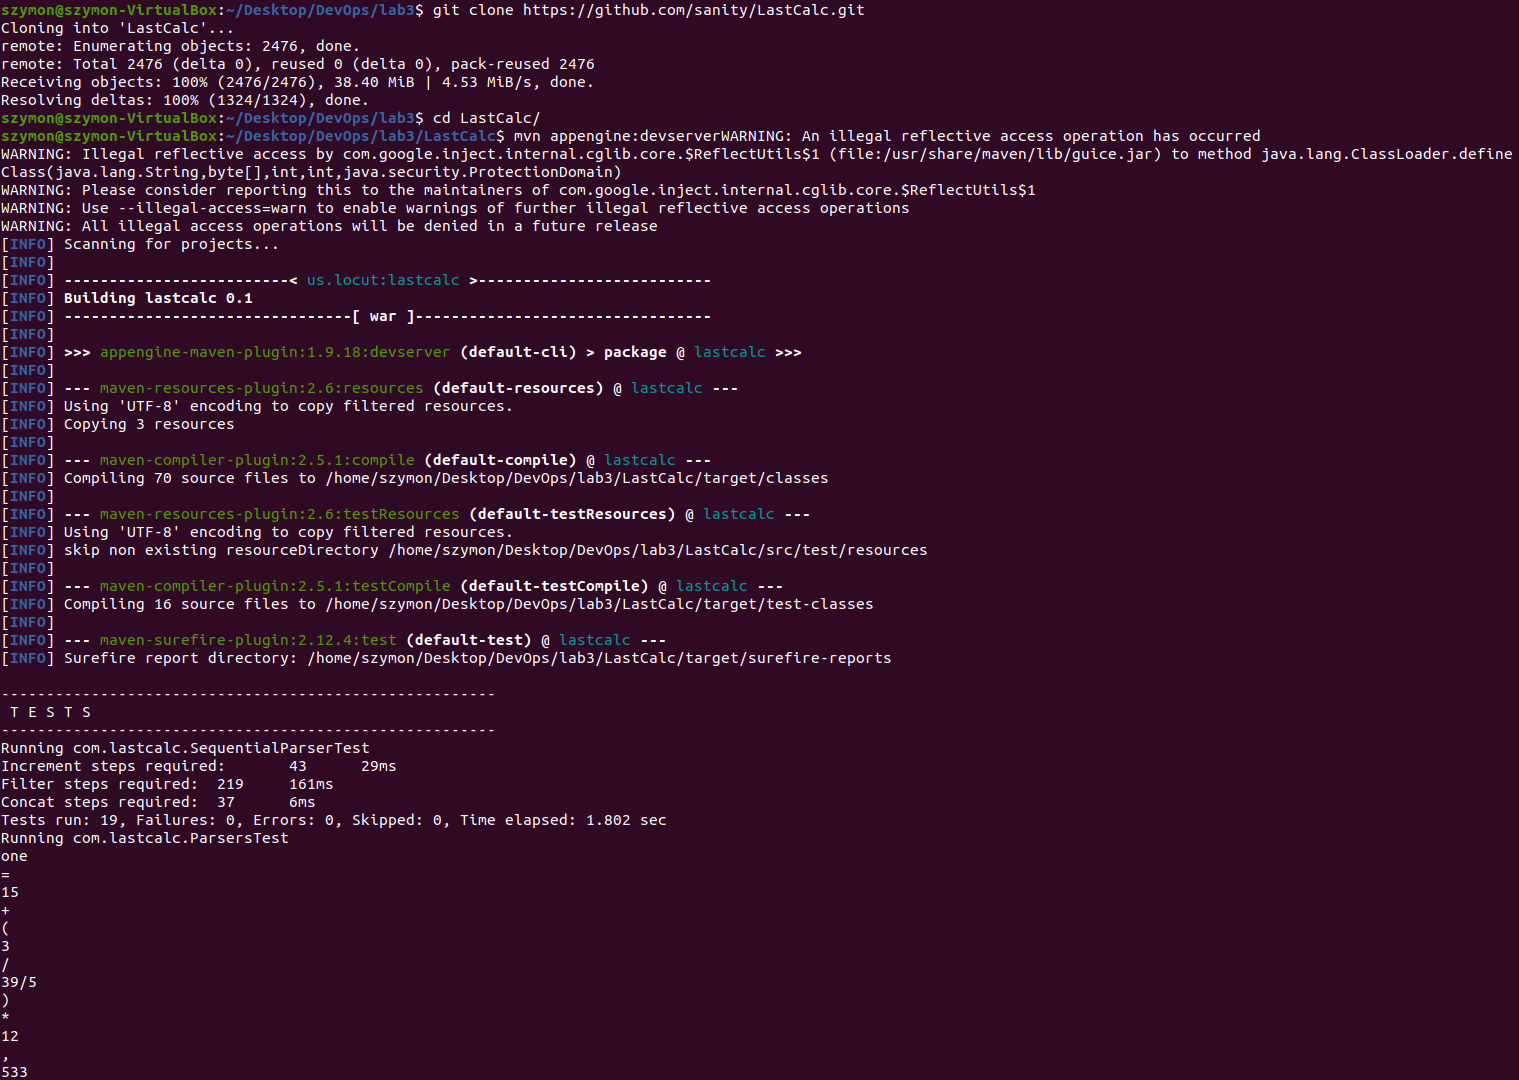 szymon@szymon-VirtualBox:~/Desktop/DevOps/lab3$ git clone https://github.com/sanity/LastCalc.git
Cloning into 'LastCalc'...
remote: Enumerating objects: 2476, done.
remote: Total 2476 (delta 0), reused 0 (delta 0), pack-reused 2476
Receiving objects: 100% (2476/2476), 38.40 MiB | 4.53 MiB/s, done.
Resolving deltas: 100% (1324/1324), done.
szymon@szymon-VirtualBox:~/Desktop/DevOps/lab3$ cd LastCalc/
szymon@szymon-VirtualBox:~/Desktop/DevOps/lab3/LastCalc$ mvn appengine:devserverWARNING: An illegal reflective access operation has occurred
WARNING: Illegal reflective access by com.google.inject.internal.cglib.core.$ReflectUtils$1 (file:/usr/share/maven/lib/guice.jar) to method java.lang.ClassLoader.define
Class(java.lang.String,byte[],int,int,java.security.ProtectionDomain)
WARNING: Please consider reporting this to the maintainers of com.google.inject.internal.cglib.core.$ReflectUtils$1
WARNING: Use --illegal-access=warn to enable warnings of further illegal reflective access operations
WARNING: All illegal access operations will be denied in a future release
[INFO] Scanning for projects...
[INFO]
[INFO] -------------------------< us.locut:lastcalc >--------------------------
[INFO] Building lastcalc 0.1
[INFO] --------------------------------[ war ]---------------------------------
[INFO]
[INFO] >>> appengine-maven-plugin:1.9.18:devserver (default-cli) > package @ lastcalc >>>
[INFO]
[INFO] --- maven-resources-plugin:2.6:resources (default-resources) @ lastcalc ---
[INFO] Using 'UTF-8' encoding to copy filtered resources.
[INFO] Copying 3 resources
[INFO]
[INFO] --- maven-compiler-plugin:2.5.1:compile (default-compile) @ lastcalc ---
[INFO] Compiling 70 source files to /home/szymon/Desktop/DevOps/lab3/LastCalc/target/classes
[INFO]
[INFO] --- maven-resources-plugin:2.6:testResources (default-testResources) @ lastcalc ---
[INFO] Using 'UTF-8' encoding to copy filtered resources.
[INFO] skip non existing resourceDirectory /home/szymon/Desktop/DevOps/lab3/LastCalc/src/test/resources
[INFO]
[INFO] --- maven-compiler-plugin:2.5.1:testCompile (default-testCompile) @ lastcalc ---
[INFO] Compiling 16 source files to /home/szymon/Desktop/DevOps/lab3/LastCalc/target/test-classes
[INFO]
[INFO] --- maven-surefire-plugin:2.12.4:test (default-test) @ lastcalc ---
[INFO] Surefire report directory: /home/szymon/Desktop/DevOps/lab3/LastCalc/target/surefire-reports
-------------------------------------------------------
 T E S T S
-------------------------------------------------------
Running com.lastcalc.SequentialParserTest
Increment steps required:       43      29ms
Filter steps required:  219     161ms
Concat steps required:  37      6ms
Tests run: 19, Failures: 0, Errors: 0, Skipped: 0, Time elapsed: 1.802 sec
Running com.lastcalc.ParsersTest
one
=
15
+
(
3
/
39/5
)
*
12
,
533